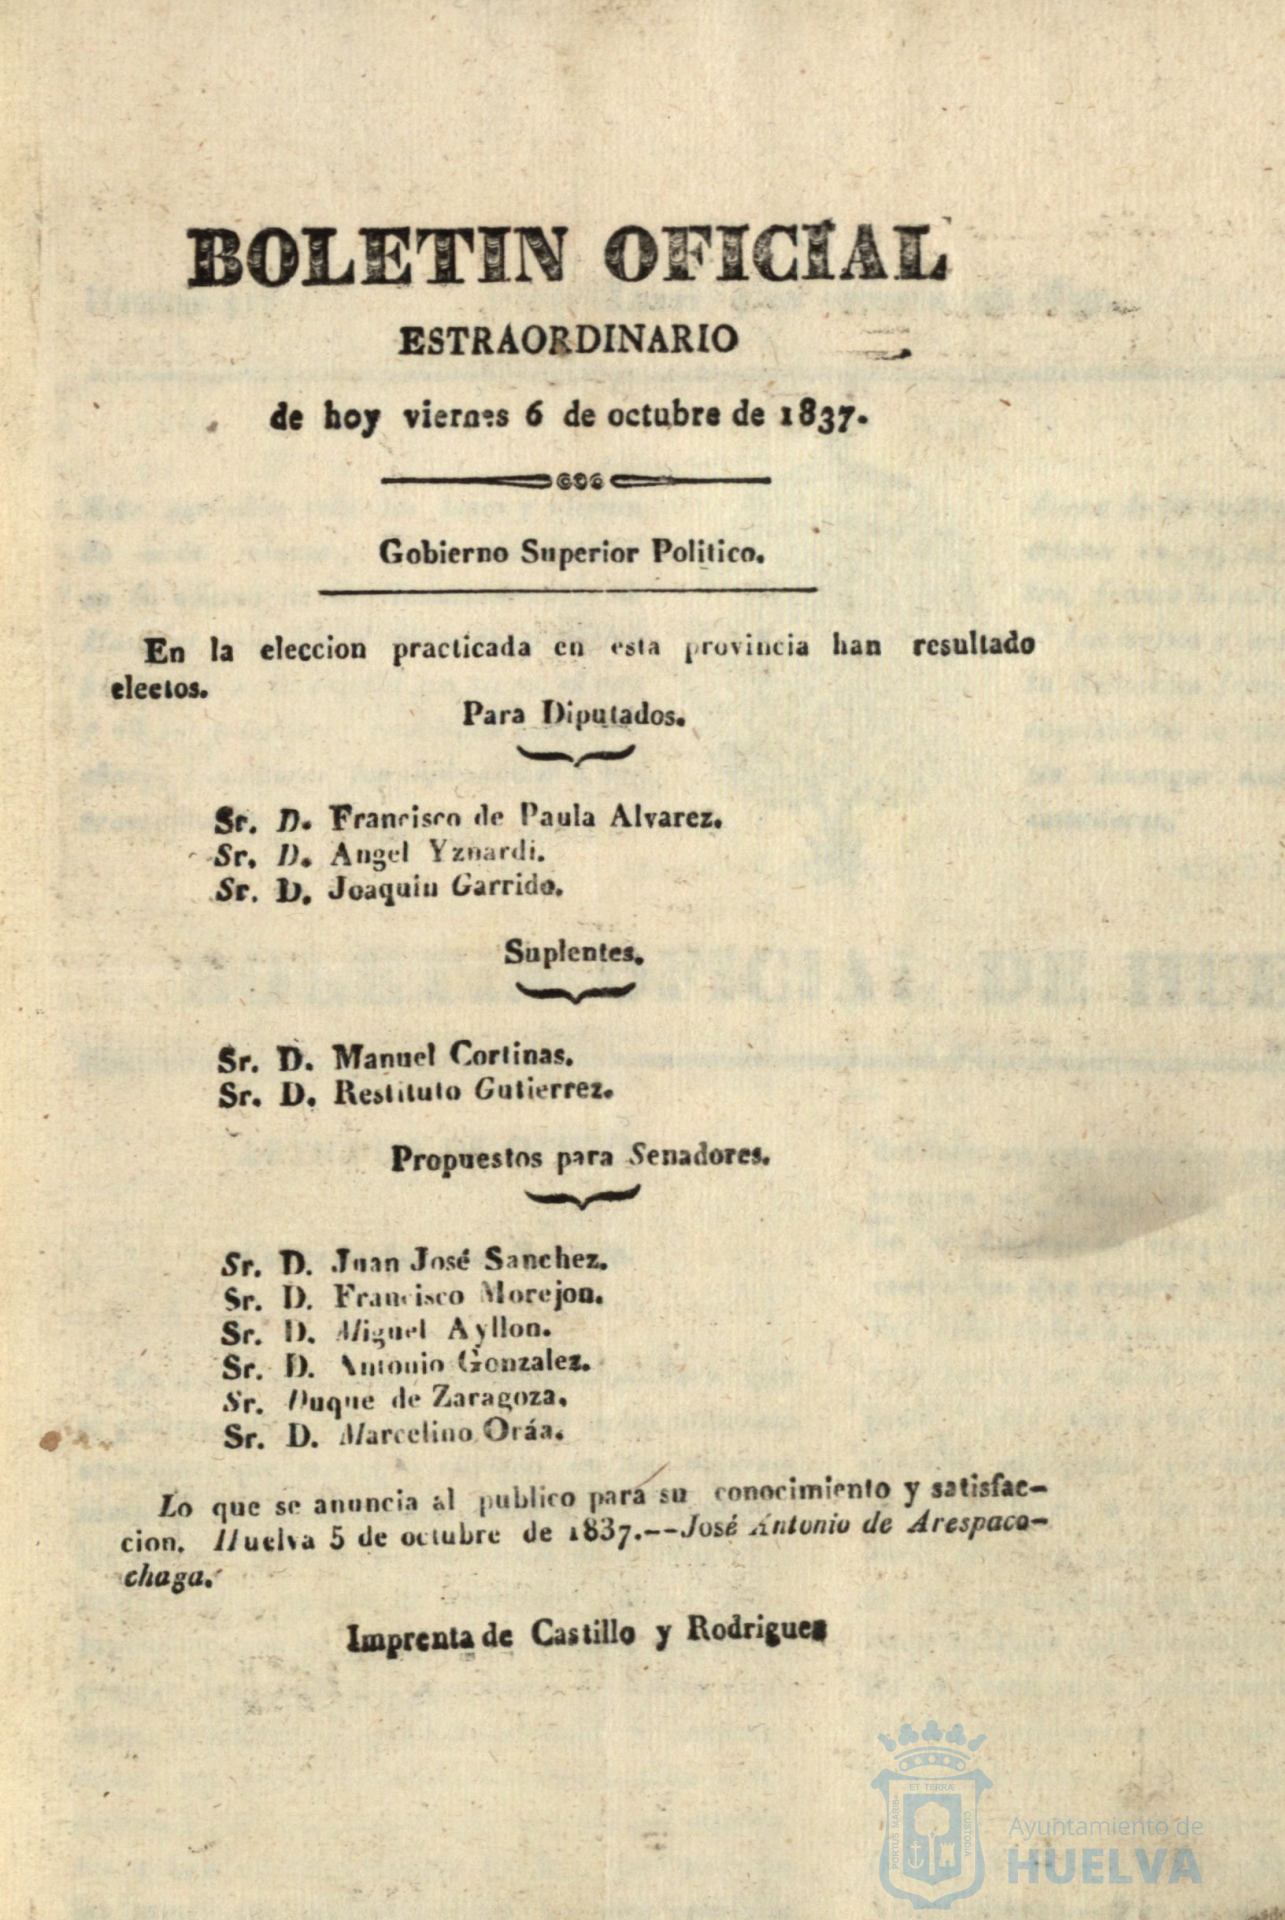 BOLETIN OFICIAL
ESTRAORDINARIO
de hoy viernes 6 de octubre de 1837.
Gobierno Superior Politico.
En la eleccion practicada en esta provincia han resultado
electos.
Para Diputados.
Sr. D. Francisco de Paula Alvarez.
Sr. D. Angel Yznardi.
Sr. D. Joaquin Garrido.
Suplentes.
Sr. D. Manuel Cortinas.
Sr. D. Restituto Gutierrez.
Propuestos para Senadores.
Sr. D. Juan José Sanchez.
Sr. D. Francisco Morejon.
Sr. D. Miguel Ayllon.
Sr. D. Antonio Gonzalez.
Sr. Duque de Zaragoza.
Sr. D. Marcelino Oráa.
Lo que se anuncia al publico para su conocimiento y satisfac-
cion. Huelva 5 de octubre de 1837.--José Antonio de Arespaco-
chaga.
Imprenta de Castillo y Rodriguez
ET TERRÆ
PORTUS MARIS
CUSTODIA
Ayuntamiento de
HUELVA